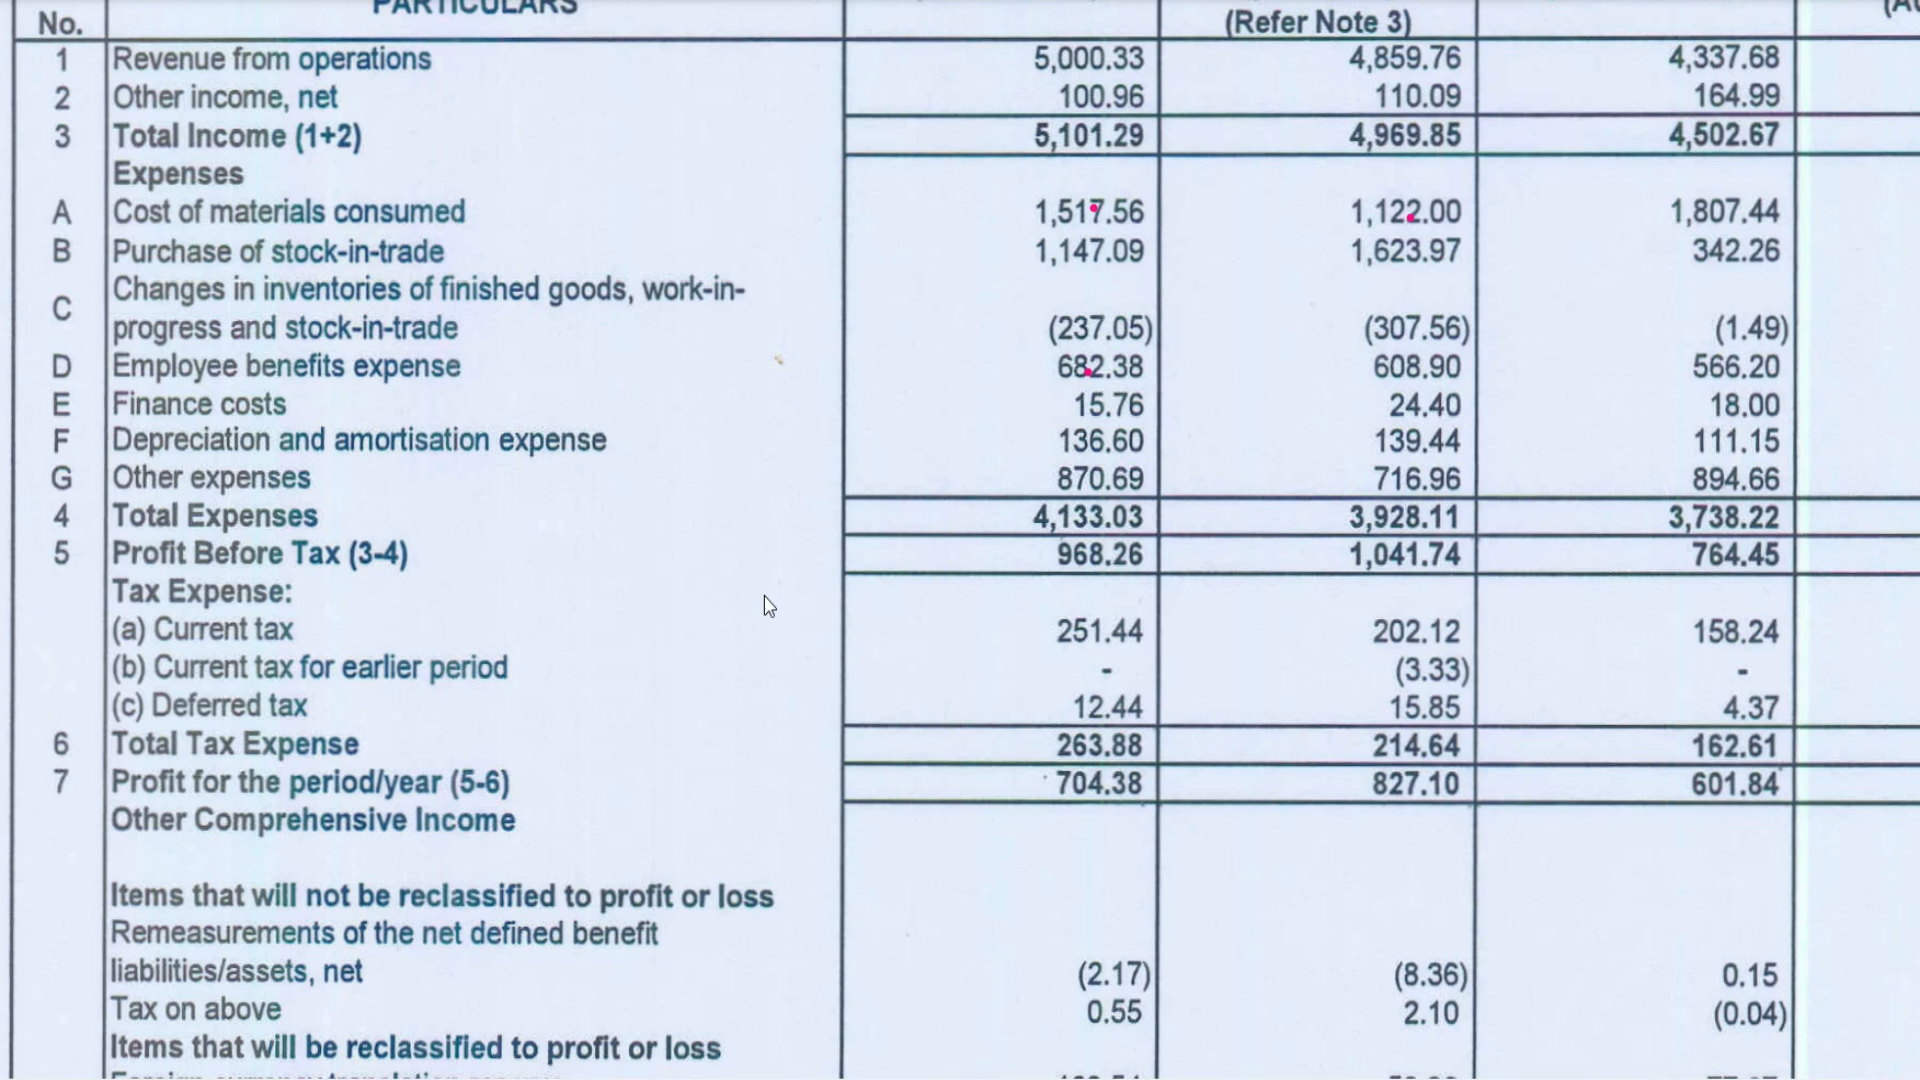 PARTICULARS
No. (Refer Note 3)
1 Revenue from operations 5,000.33 4,859.76 4,337.68
2 Other income, net 100.96 110.09 164.99
3 Total Income (1+2) 5,101.29 4,969.85 4,502.67
Expenses
A Cost of materials consumed 1,517.56 1,122.00 1,807.44
B Purchase of stock-in-trade 1,147.09 1,623.97 342.26
Changes in inventories of finished goods, work-in-
C progress and stock-in-trade (237.05) (307.56) (1.49)
D Employee benefits expense 682.38 608.90 566.20
E Finance costs 15.76 24.40 18.00
F Depreciation and amortisation expense 136.60 139.44 111.15
G Other expenses 870.69 716.96 894.66
4 Total Expenses 4,133.03 3,928.11 3,738.22
5 Profit Before Tax (3-4) 968.26 1,041.74 764.45
Tax Expense:
(a) Current tax 251.44 202.12 158.24
(b) Current tax for earlier period - (3.33) -
(c) Deferred tax 12.44 15.85 4.37
6 Total Tax Expense 263.88 214.64 162.61
7 Profit for the period/year (5-6) 704.38 827.10 601.84
Other Comprehensive Income
Items that will not be reclassified to profit or loss
Remeasurements of the net defined benefit
liabilities/assets, net (2.17) (8.36) 0.15
Tax on above 0.55 2.10 (0.04)
Items that will be reclassified to profit or loss